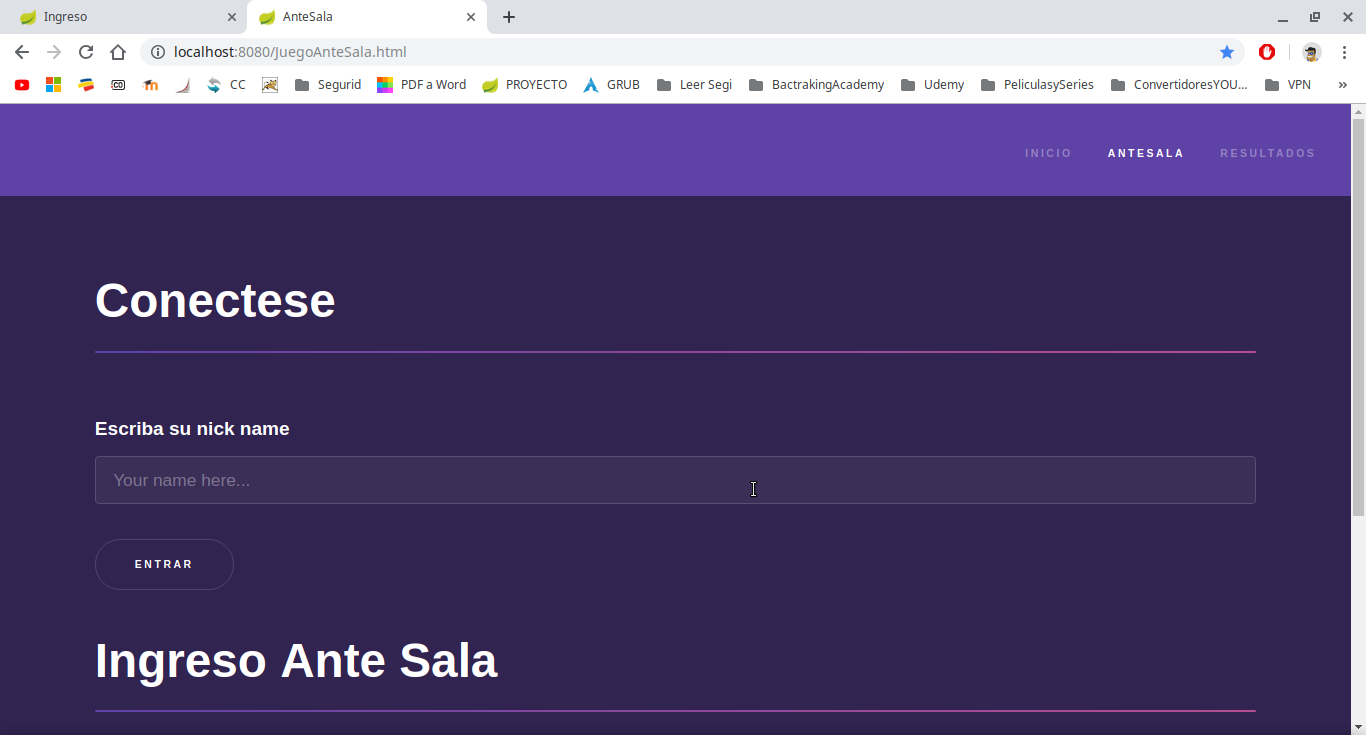 Ingreso
AnteSala
localhost:8080/JuegoAnteSala.html
CC
Segurid
PDF a Word
PROYECTO
GRUB
Leer Segi
BactrakingAcademy
Udemy
PeliculasySeries
ConvertidoresYOU...
VPN
»
INICIO
ANTESALA
RESULTADOS
Conectese
Escriba su nick name
Your name here...
ENTRAR
Ingreso Ante Sala